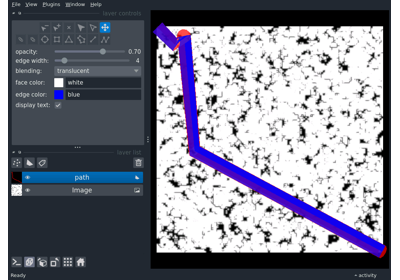 File View Plugins Window Help
layer controls
opacity: 0.70
edge width: 4
blending: translucent
face color: white
edge color: blue
display text:
layer list
path
Image
Ready
activity